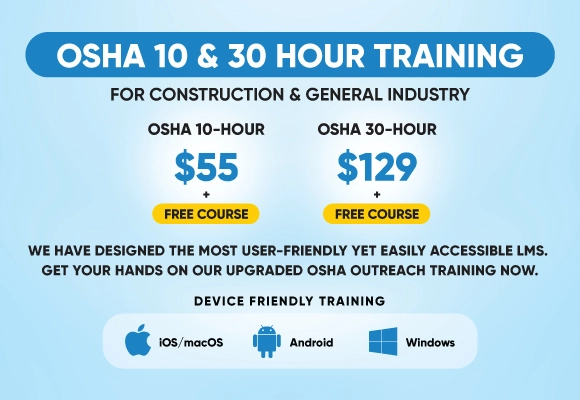 OSHA 10 & 30 HOUR TRAINING
FOR CONSTRUCTION & GENERAL INDUSTRY
OSHA 10-HOUR
$55
+
FREE COURSE
OSHA 30-HOUR
$129
+
FREE COURSE
WE HAVE DESIGNED THE MOST USER-FRIENDLY YET EASILY ACCESSIBLE LMS.
GET YOUR HANDS ON OUR UPGRADED OSHA OUTREACH TRAINING NOW.
DEVICE FRIENDLY TRAINING
iOS/macOS
Android
Windows